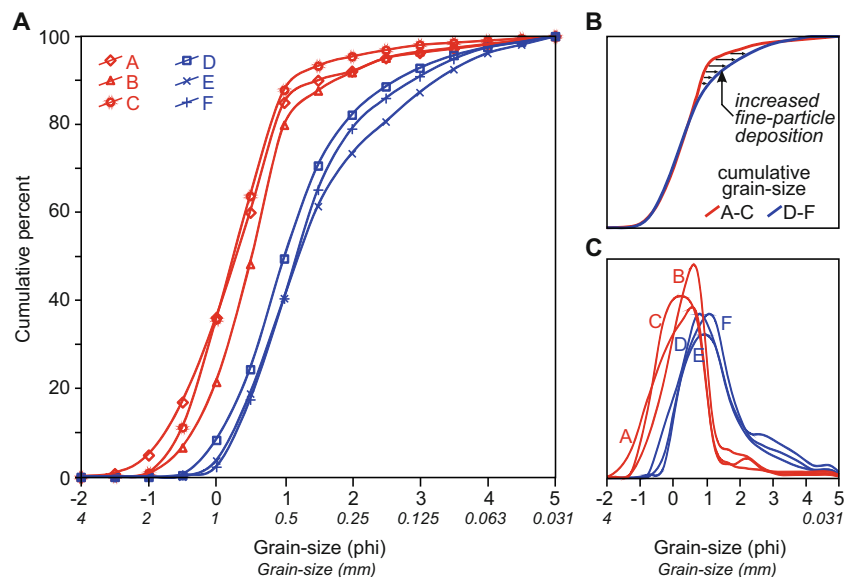 A
Cumulative percent
100
80
60
40
20
0
A
B
C
D
E
F
-2 -1 0 1 2 3 4 5
4 2 1 0.5 0.25 0.125 0.063 0.031
Grain-size (phi)
Grain-size (mm)
B
increased
fine-particle
deposition
cumulative
grain-size
A-C D-F
C
A
B
C
D
E
F
-2 -1 0 1 2 3 4 5
4 0.031
Grain-size (phi)
Grain-size (mm)